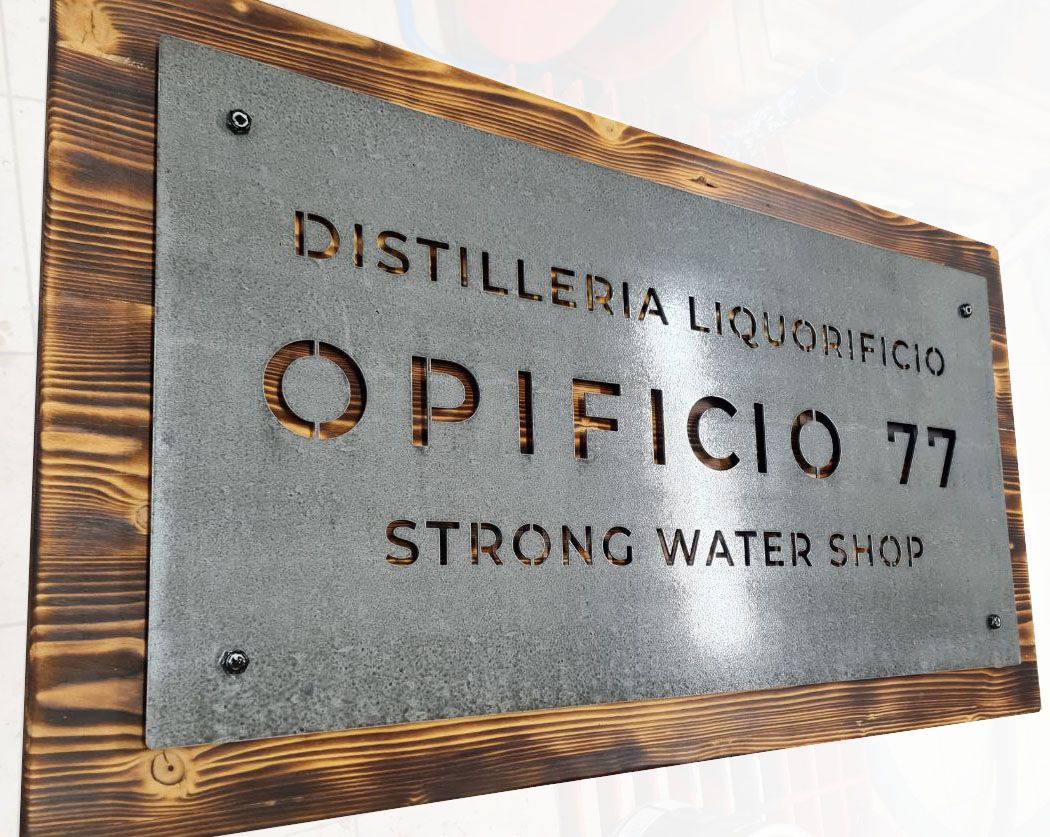 DISTILLERIA LIQUORIFICIO
OPIFICIO 77
STRONG WATER SHOP